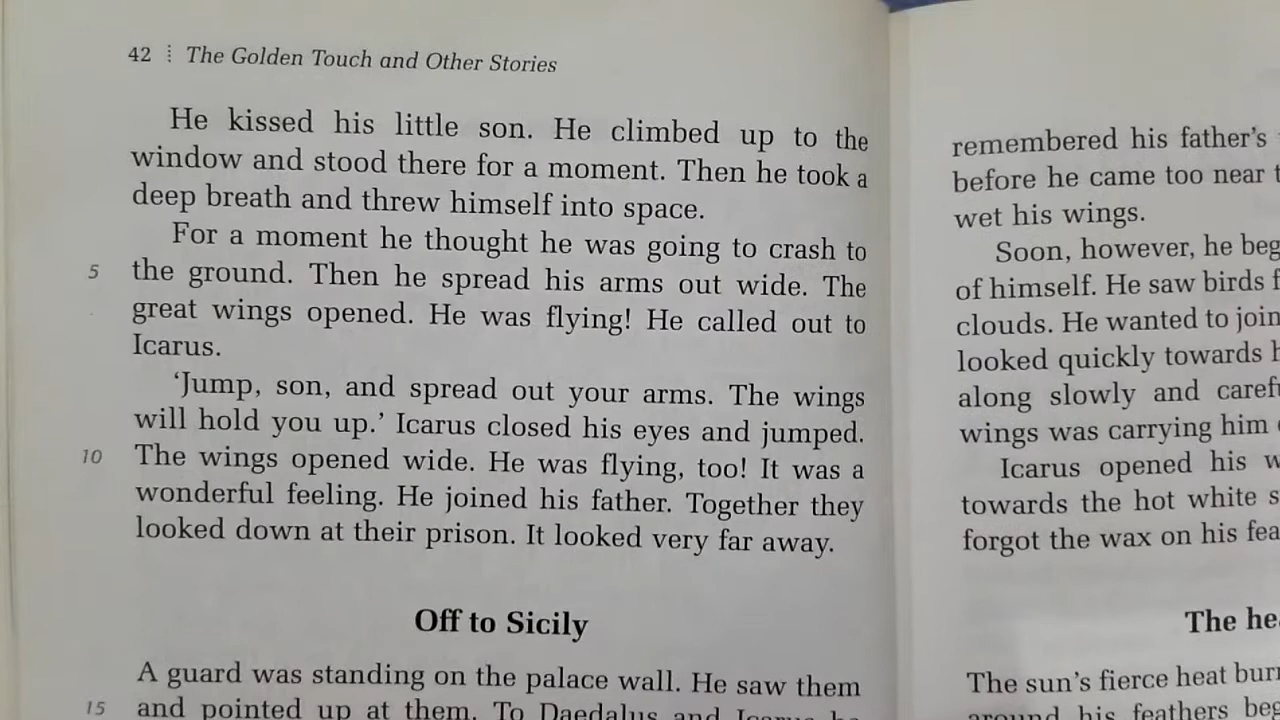 42 ⁞ The Golden Touch and Other Stories
He kissed his little son. He climbed up to the
window and stood there for a moment. Then he took a
deep breath and threw himself into space.
For a moment he thought he was going to crash to
5 the ground. Then he spread his arms out wide. The
great wings opened. He was flying! He called out to
Icarus.
‘Jump, son, and spread out your arms. The wings
will hold you up.’ Icarus closed his eyes and jumped.
10 The wings opened wide. He was flying, too! It was a
wonderful feeling. He joined his father. Together they
looked down at their prison. It looked very far away.
Off to Sicily
A guard was standing on the palace wall. He saw them
15 and pointed up at them. To Daedalus and Icarus he
remembered his father’s
before he came too near
wet his wings.
Soon, however, he
of himself. He saw birds
clouds. He wanted to join
looked quickly towards
along slowly and
wings was carrying him
Icarus opened his
towards the hot white
forgot the wax on his
The
The sun’s fierce heat
around his feathers